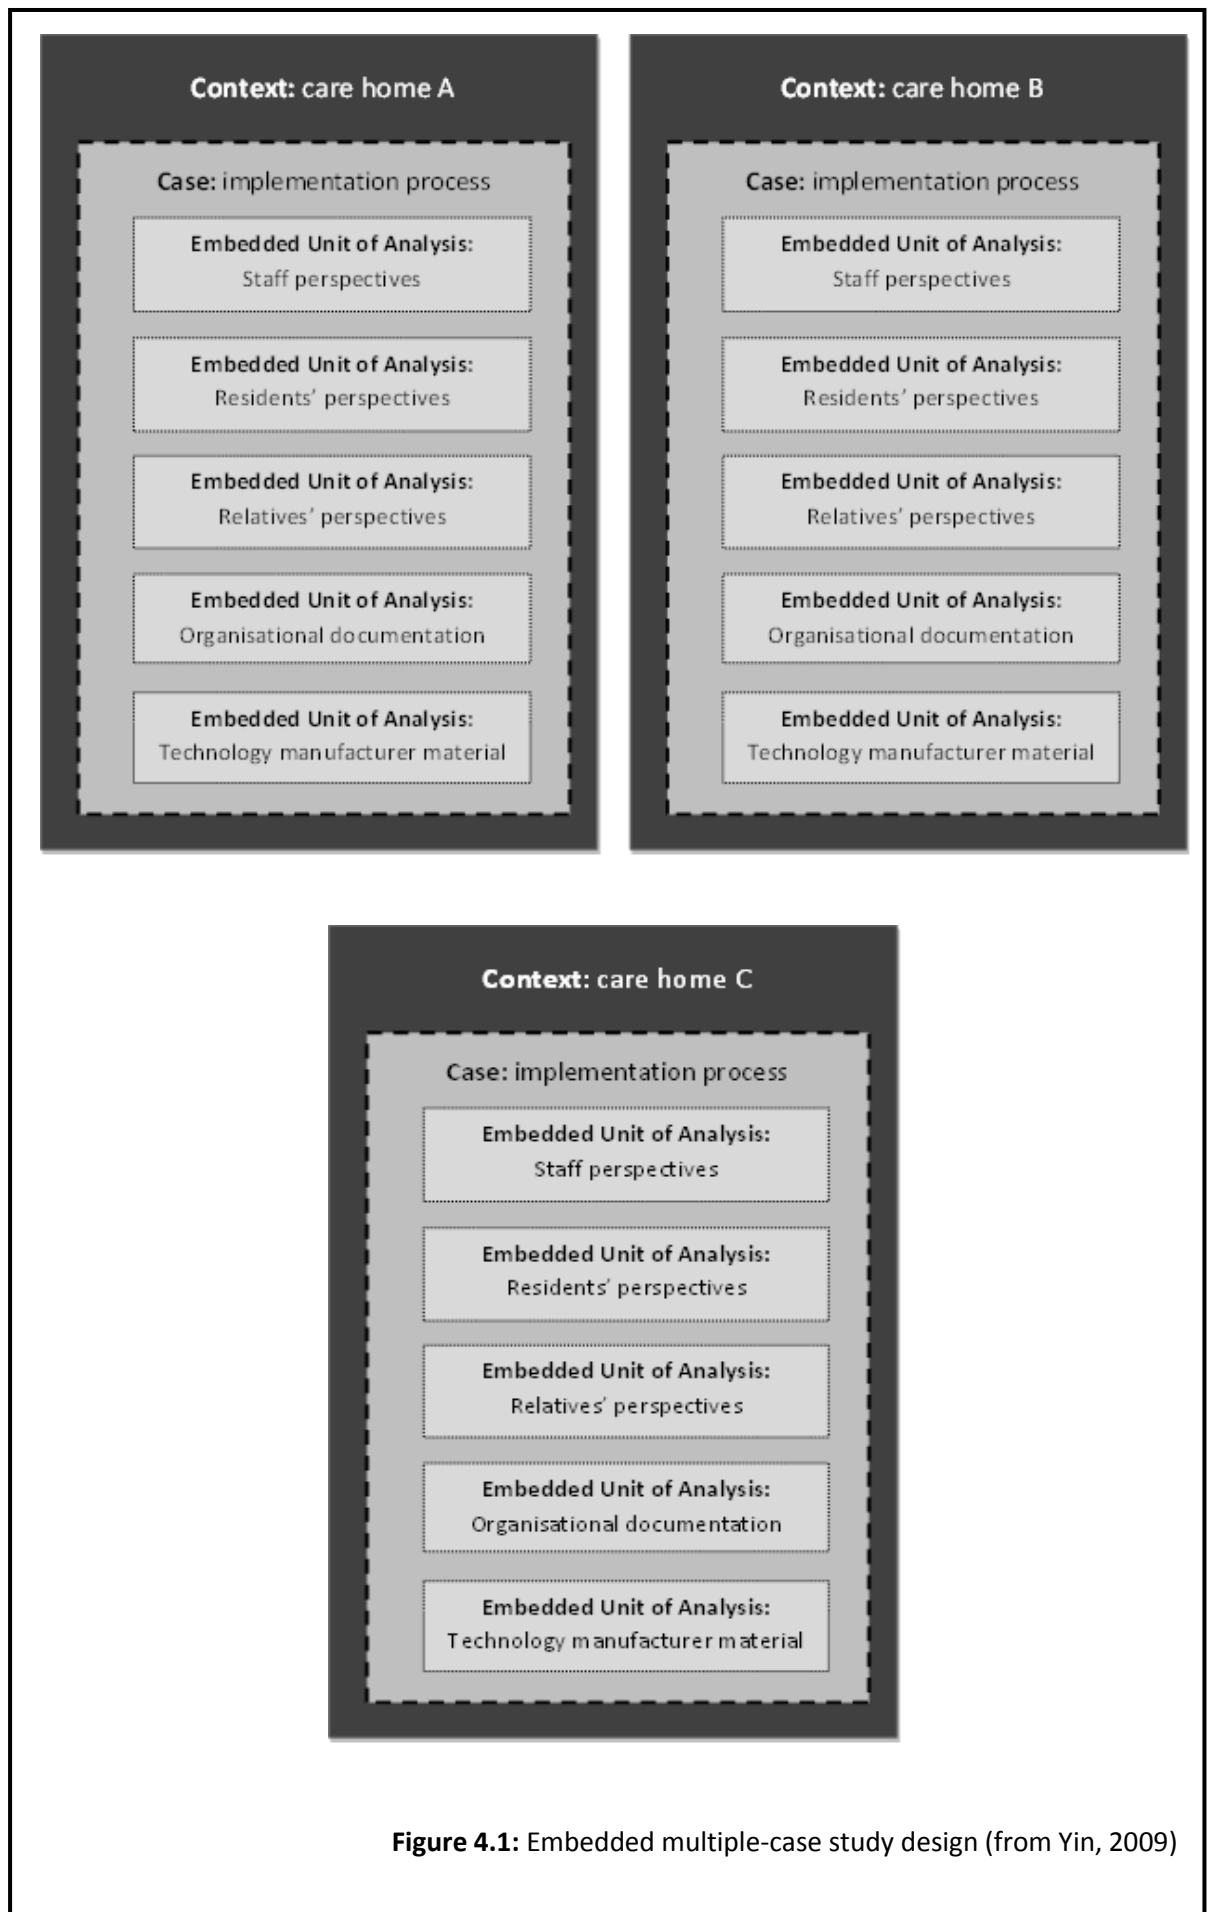 Context: care home A
Case: implementation process
Embedded Unit of Analysis:
Staff perspectives
Embedded Unit of Analysis:
Residents’ perspectives
Embedded Unit of Analysis:
Relatives’ perspectives
Embedded Unit of Analysis:
Organisational documentation
Embedded Unit of Analysis:
Technology manufacturer material
Context: care home B
Case: implementation process
Embedded Unit of Analysis:
Staff perspectives
Embedded Unit of Analysis:
Residents’ perspectives
Embedded Unit of Analysis:
Relatives’ perspectives
Embedded Unit of Analysis:
Organisational documentation
Embedded Unit of Analysis:
Technology manufacturer material
Context: care home C
Case: implementation process
Embedded Unit of Analysis:
Staff perspectives
Embedded Unit of Analysis:
Residents’ perspectives
Embedded Unit of Analysis:
Relatives’ perspectives
Embedded Unit of Analysis:
Organisational documentation
Embedded Unit of Analysis:
Technology manufacturer material
Figure 4.1: Embedded multiple-case study design (from Yin, 2009)